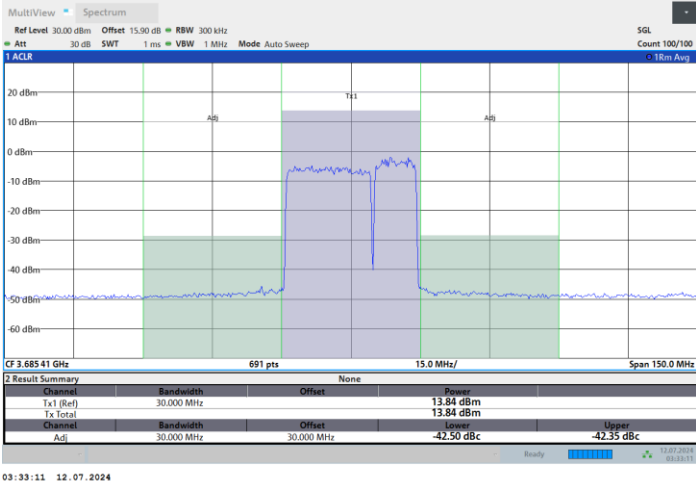 MultiView Spectrum
Ref Level 30.00 dBm Offset 15.90 dB RBW 300 kHz SGL
Att 30 dB SWT 1 ms VBW 1 MHz Mode Auto Sweep Count 100/100
1 ACLR 1Rm Avg
20 dBm
Tx1
10 dBm
Adj Adj
0 dBm
-10 dBm
-20 dBm
-30 dBm
-40 dBm
-50 dBm
-60 dBm
CF 3.685 41 GHz 691 pts 15.0 MHz/ Span 150.0 MHz
2 Result Summary None
Channel Bandwidth Offset Power
Tx1 (Ref) 30.000 MHz 13.84 dBm
Tx Total 13.84 dBm
Channel Bandwidth Offset Lower Upper
Adj 30.000 MHz 30.000 MHz -42.50 dBc -42.35 dBc
Ready 12.07.2024
03:33:11
03:33:11 12.07.2024